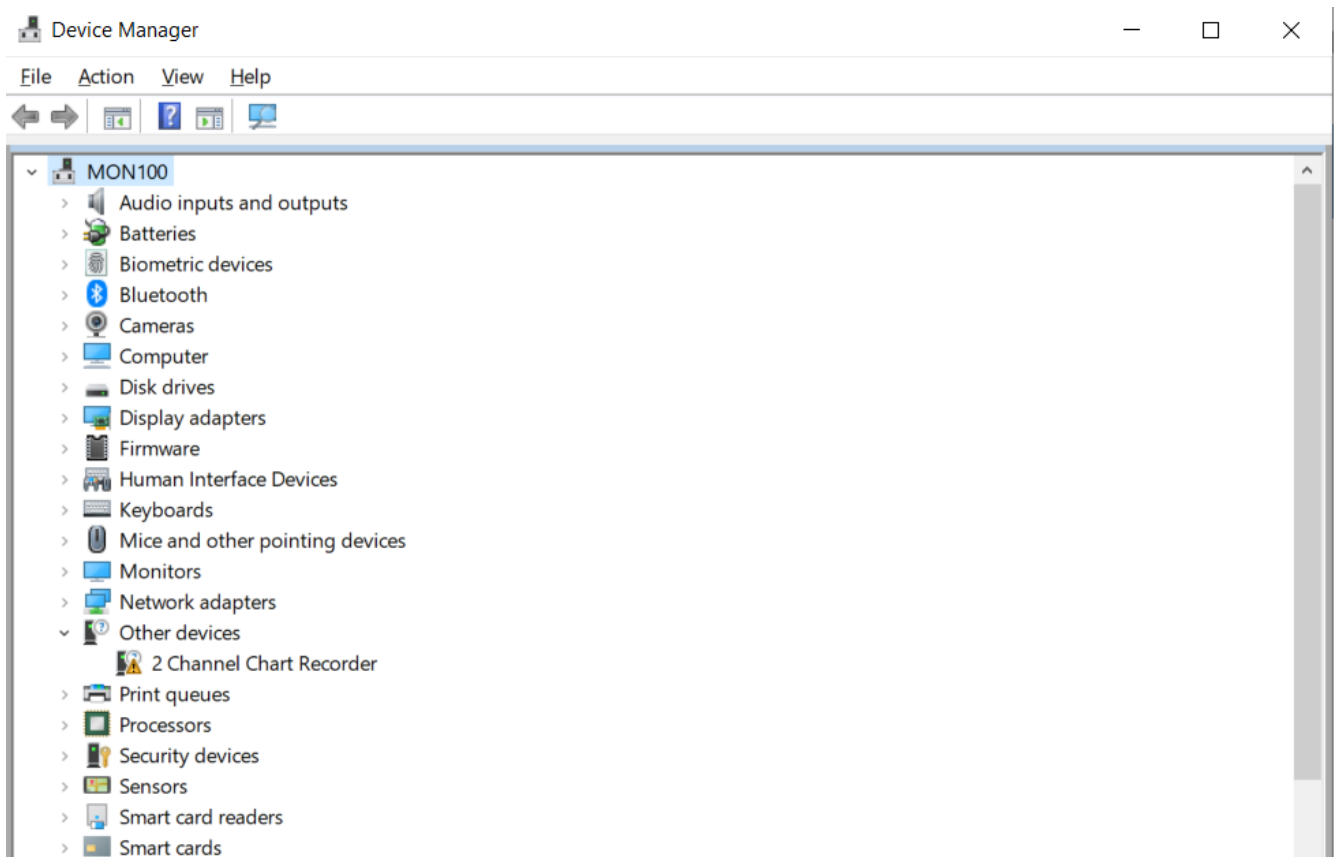 Device Manager
File Action View Help
MON100
Audio inputs and outputs
Batteries
Biometric devices
Bluetooth
Cameras
Computer
Disk drives
Display adapters
Firmware
Human Interface Devices
Keyboards
Mice and other pointing devices
Monitors
Network adapters
Other devices
2 Channel Chart Recorder
Print queues
Processors
Security devices
Sensors
Smart card readers
Smart cards